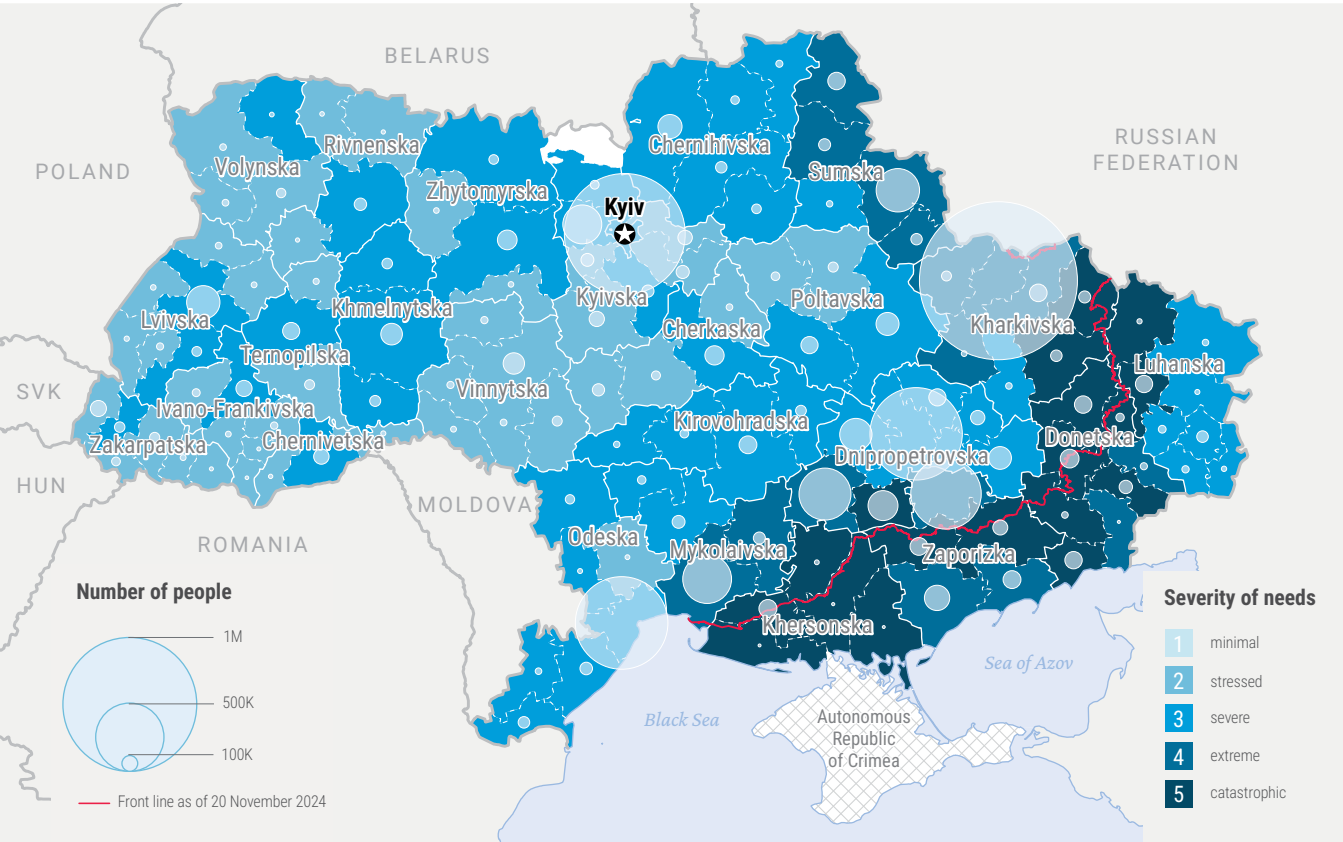 BELARUS
RUSSIAN
FEDERATION
POLAND
Volynska
Rivnenska
Zhytomyrska
Chernihivska
Sumska
Kyiv
Lvivska
Khmelnytska
Ternopilska
Kyivska
Cherkaska
Poltavska
Kharkivska
Luhanska
SVK
Ivano-Frankivska
Vinnytska
Kirovohradska
Donetska
Zakarpatska
Chernivetska
Dnipropetrovska
HUN
MOLDOVA
ROMANIA
Odeska
Mykolaivska
Zaporizka
Khersonska
Sea of Azov
Black Sea
Autonomous
Republic
of Crimea
Number of people
1M
500K
100K
Front line as of 20 November 2024
Severity of needs
1 minimal
2 stressed
3 severe
4 extreme
5 catastrophic